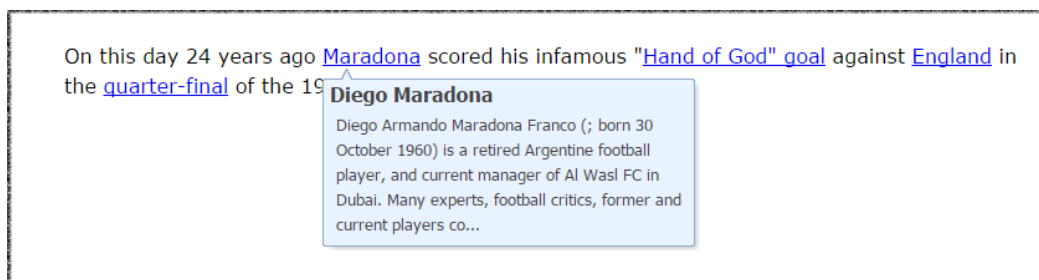 On this day 24 years ago Maradona scored his infamous "Hand of God" goal against England in
the quarter-final of the 19
Diego Maradona
Diego Armando Maradona Franco (; born 30
October 1960) is a retired Argentine football
player, and current manager of Al Wasl FC in
Dubai. Many experts, football critics, former and
current players co...